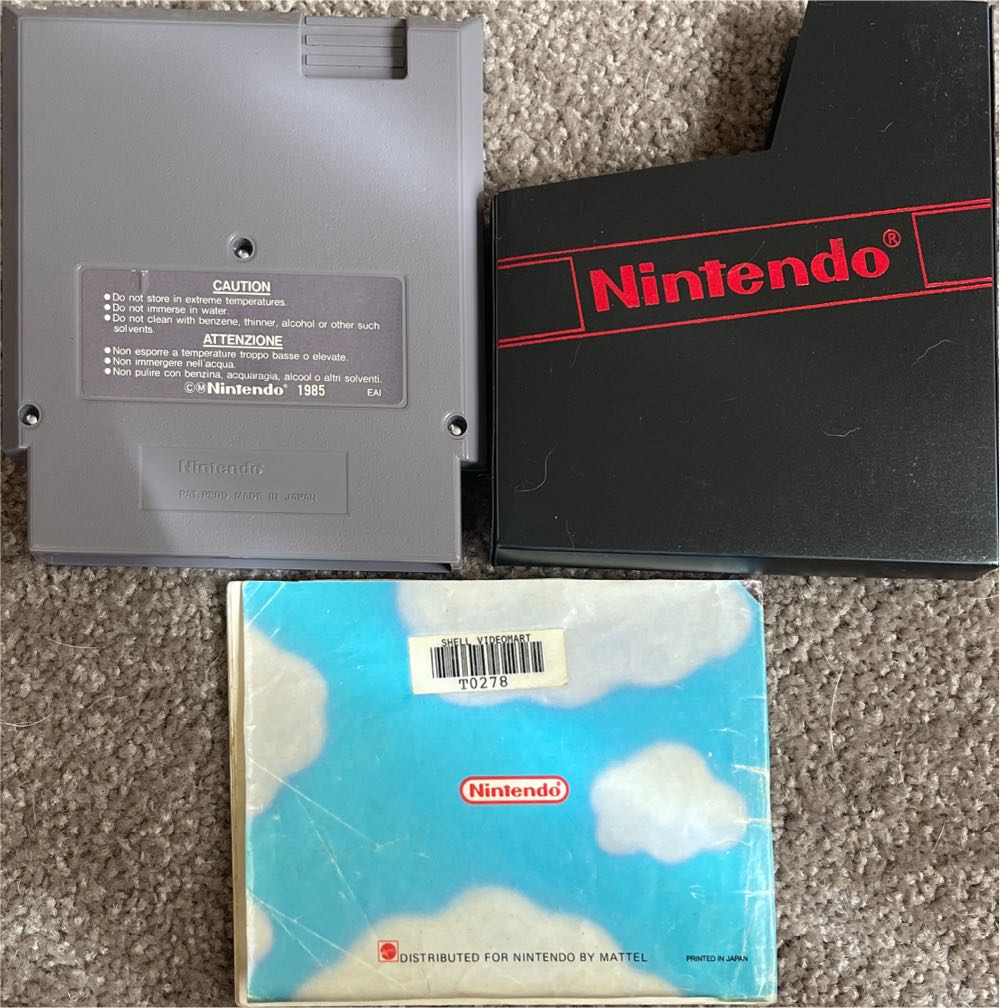 CAUTION
●Do not store in extreme temperatures.
●Do not immerse in water.
●Do not clean with benzene, thinner, alcohol or other such
solvents.
ATTENZIONE
●Non esporre a temperature troppo basse o elevate.
●Non immergere nell'acqua.
●Non pulire con benzina, acquaragia, alcool o altri solventi.
©ⓂNintendo® 1985 EAI
Nintendo®
PAT. PEND. MADE IN JAPAN
Nintendo®
SHELL VIDEOMART
T0278
Nintendo®
DISTRIBUTED FOR NINTENDO BY MATTEL
PRINTED IN JAPAN